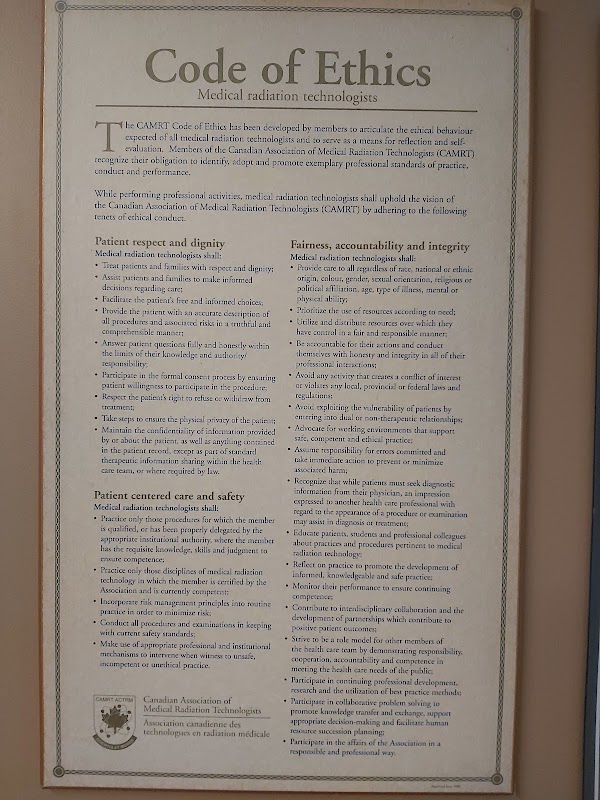 Code of Ethics
Medical radiation technologists
The CAMRT Code of Ethics has been developed by members to articulate the ethical behaviour
expected of all medical radiation technologists and to serve as a means for reflection and self-
evaluation. Members of the Canadian Association of Medical Radiation Technologists (CAMRT)
recognize their obligation to identify, adopt and promote exemplary professional standards of practice,
conduct and performance.
While performing professional activities, medical radiation technologists shall uphold the vision of
the Canadian Association of Medical Radiation Technologists (CAMRT) by adhering to the following
tenets of ethical conduct.
Patient respect and dignity
Medical radiation technologists shall:
• Treat patients and families with respect and dignity;
• Assist patients and families to make informed
decisions regarding care;
• Facilitate the patient's free and informed choices;
• Provide the patient with an accurate description of
all procedures and associated risks in a truthful and
comprehensible manner;
• Answer patient questions fully and honestly within
the limits of their knowledge and authority/
responsibility;
• Participate in the formal consent process by ensuring
patient willingness to participate in the procedure;
• Respect the patient's right to refuse or withdraw from
treatment;
• Take steps to ensure the physical privacy of the patient;
• Maintain the confidentiality of information provided
by or about the patient, as well as anything contained
in the patient record, except as part of standard
therapeutic information sharing within the health
care team, or where required by law.
Patient centered care and safety
Medical radiation technologists shall:
• Practice only those procedures for which the member
is qualified, or has been properly delegated by the
appropriate institutional authority, where the member
has the requisite knowledge, skills and judgment to
ensure competence;
• Practice only those disciplines of medical radiation
technology in which the member is certified by the
Association and is currently competent;
• Incorporate risk management principles into routine
practice in order to minimize risk;
• Conduct all procedures and examinations in keeping
with current safety standards;
• Make use of appropriate professional and institutional
mechanisms to intervene when witness to unsafe,
incompetent or unethical practice.
Fairness, accountability and integrity
Medical radiation technologists shall:
• Provide care to all regardless of race, national or ethnic
origin, colour, gender, sexual orientation, religious or
political affiliation, age, type of illness, mental or
physical ability;
• Prioritize the use of resources according to need;
• Utilize and distribute resources over which they
have control in a fair and responsible manner;
• Be accountable for their actions and conduct
themselves with honesty and integrity in all of their
professional interactions;
• Avoid any activity that creates a conflict of interest
or violates any local, provincial or federal laws and
regulations;
• Avoid exploiting the vulnerability of patients by
entering into dual or non-therapeutic relationships;
• Advocate for working environments that support
safe, competent and ethical practice;
• Assume responsibility for errors committed and
take immediate action to prevent or minimize
associated harm;
• Recognize that while patients must seek diagnostic
information from their physician, an impression
expressed to another health care professional with
regard to the appearance of a procedure or examination
may assist in diagnosis or treatment;
• Educate patients, students and professional colleagues
about practices and procedures pertinent to medical
radiation technology;
• Reflect on practice to promote the development of
informed, knowledgeable and safe practice;
• Monitor their performance to ensure continuing
competence;
• Contribute to interdisciplinary collaboration and the
development of partnerships which contribute to
positive patient outcomes;
• Strive to be a role model for other members of
the health care team by demonstrating responsibility,
cooperation, accountability and competence in
meeting the health care needs of the public;
• Participate in continuing professional development,
research and the utilization of best practice methods;
• Participate in collaborative problem solving to
promote knowledge transfer and exchange, support
appropriate decision-making and facilitate human
resource succession planning;
• Participate in the affairs of the Association in a
responsible and professional way.
CAMRT ACTRM
Canadian Association of
Medical Radiation Technologists
Association canadienne des
technologues en radiation médicale